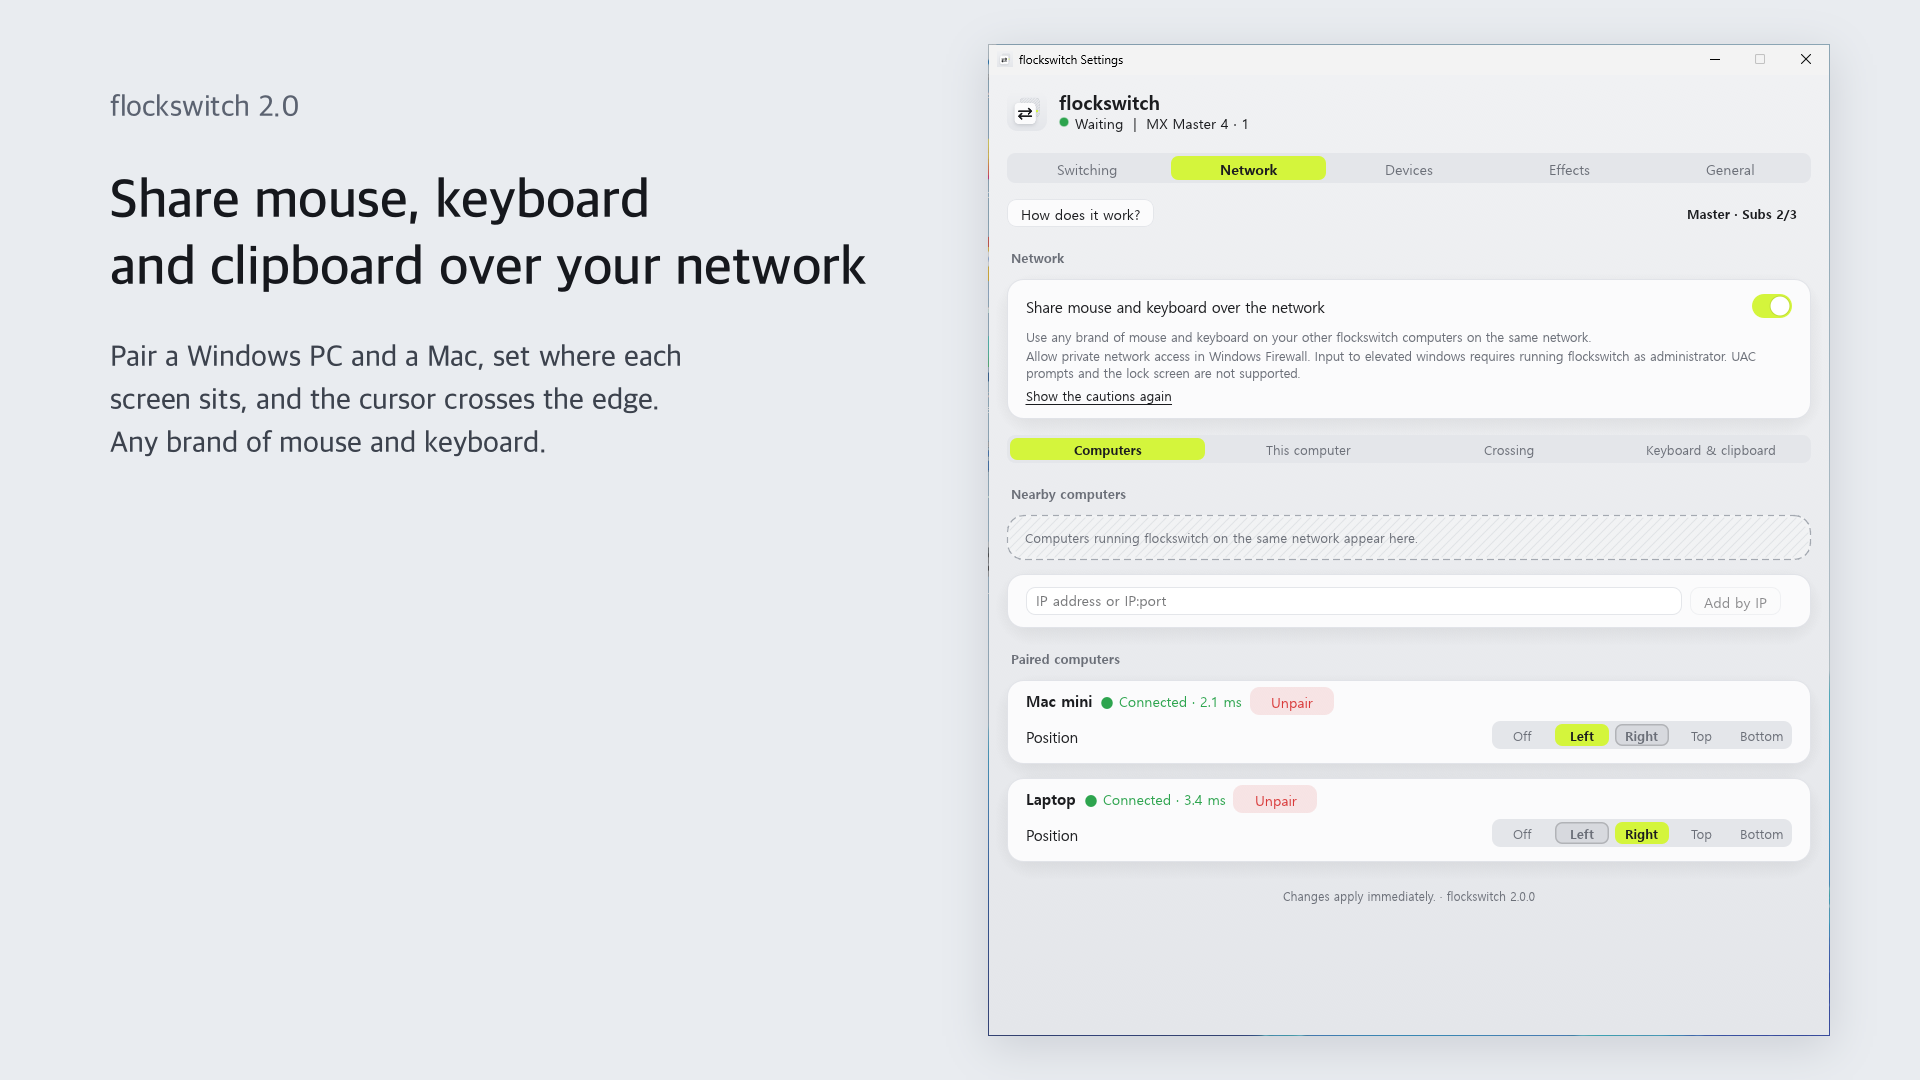 flockswitch 2.0
Share mouse, keyboard
and clipboard over your network
Pair a Windows PC and a Mac, set where each
screen sits, and the cursor crosses the edge.
Any brand of mouse and keyboard.
flockswitch Settings
flockswitch
Waiting | MX Master 4 · 1
Switching Network Devices Effects General
How does it work? Master · Subs 2/3
Network
Share mouse and keyboard over the network
Use any brand of mouse and keyboard on your other flockswitch computers on the same network.
Allow private network access in Windows Firewall. Input to elevated windows requires running flockswitch as administrator. UAC
prompts and the lock screen are not supported.
Show the cautions again
Computers This computer Crossing Keyboard & clipboard
Nearby computers
Computers running flockswitch on the same network appear here.
IP address or IP:port Add by IP
Paired computers
Mac mini Connected · 2.1 ms Unpair
Position Off Left Right Top Bottom
Laptop Connected · 3.4 ms Unpair
Position Off Left Right Top Bottom
Changes apply immediately. · flockswitch 2.0.0